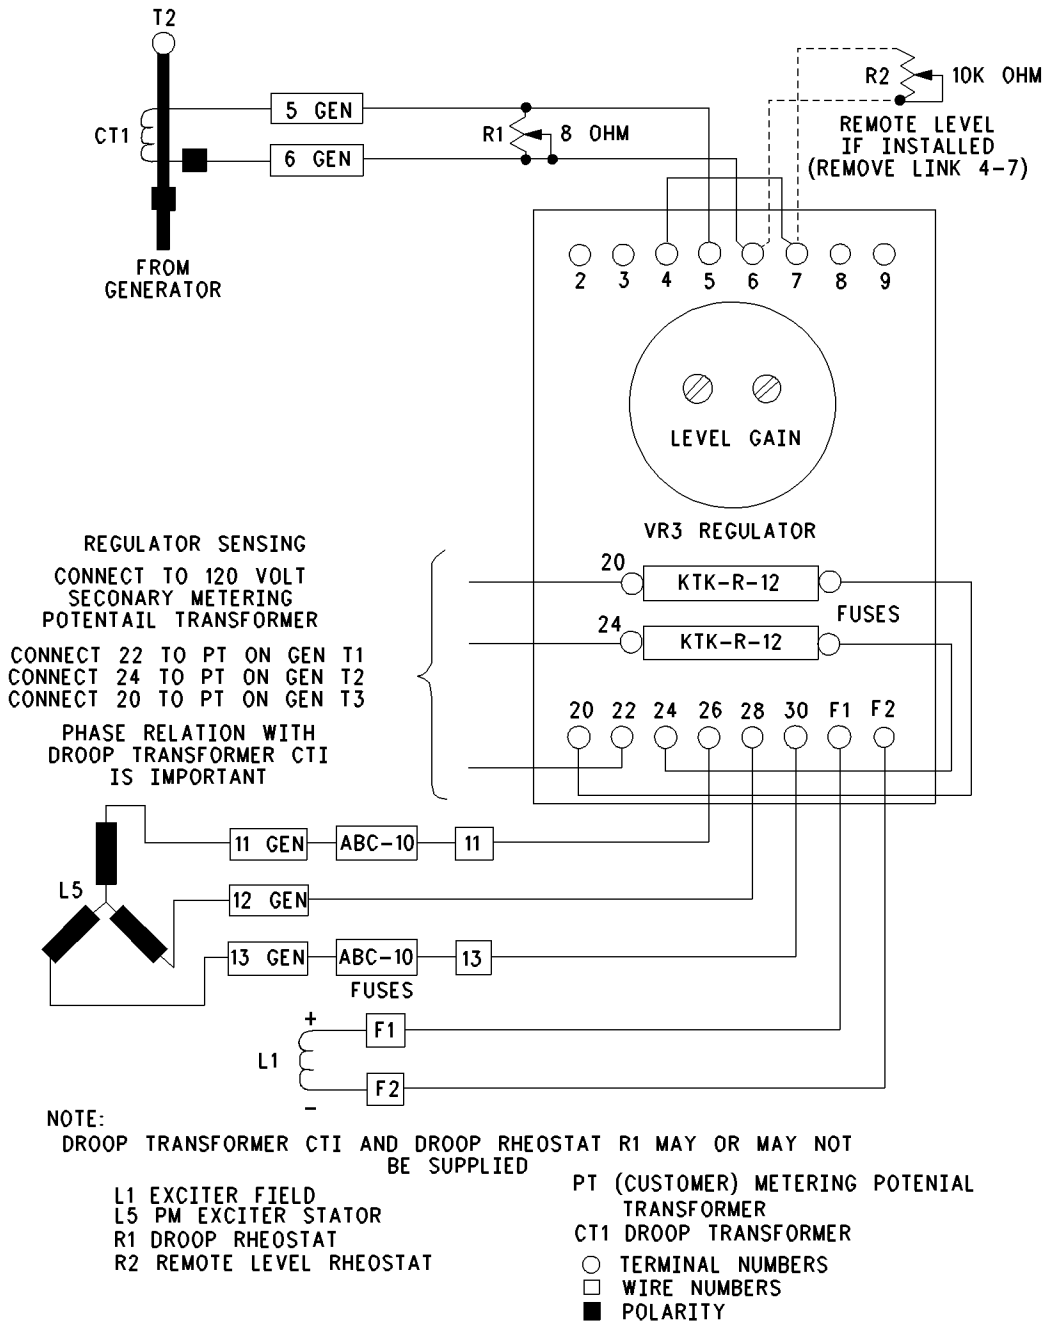 T2
R2
10K OHM
5 GEN
CT1
R1
8 OHM
6 GEN
REMOTE LEVEL
IF INSTALLED
(REMOVE LINK 4-7)
FROM
GENERATOR
2 3 4 5 6 7 8 9
LEVEL GAIN
VR3 REGULATOR
REGULATOR SENSING
CONNECT TO 120 VOLT
SECONARY METERING
POTENTAIL TRANSFORMER
CONNECT 22 TO PT ON GEN T1
CONNECT 24 TO PT ON GEN T2
CONNECT 20 TO PT ON GEN T3
PHASE RELATION WITH
DROOP TRANSFORMER CTI
IS IMPORTANT
20
KTK-R-12
FUSES
24
KTK-R-12
20 22 24 26 28 30 F1 F2
11 GEN
ABC-10
11
L5
12 GEN
13 GEN
ABC-10
13
FUSES
+
F1
L1
F2
-
NOTE:
DROOP TRANSFORMER CTI AND DROOP RHEOSTAT R1 MAY OR MAY NOT
BE SUPPLIED
L1 EXCITER FIELD
L5 PM EXCITER STATOR
R1 DROOP RHEOSTAT
R2 REMOTE LEVEL RHEOSTAT
PT (CUSTOMER) METERING POTENIAL
TRANSFORMER
CT1 DROOP TRANSFORMER
TERMINAL NUMBERS
WIRE NUMBERS
POLARITY